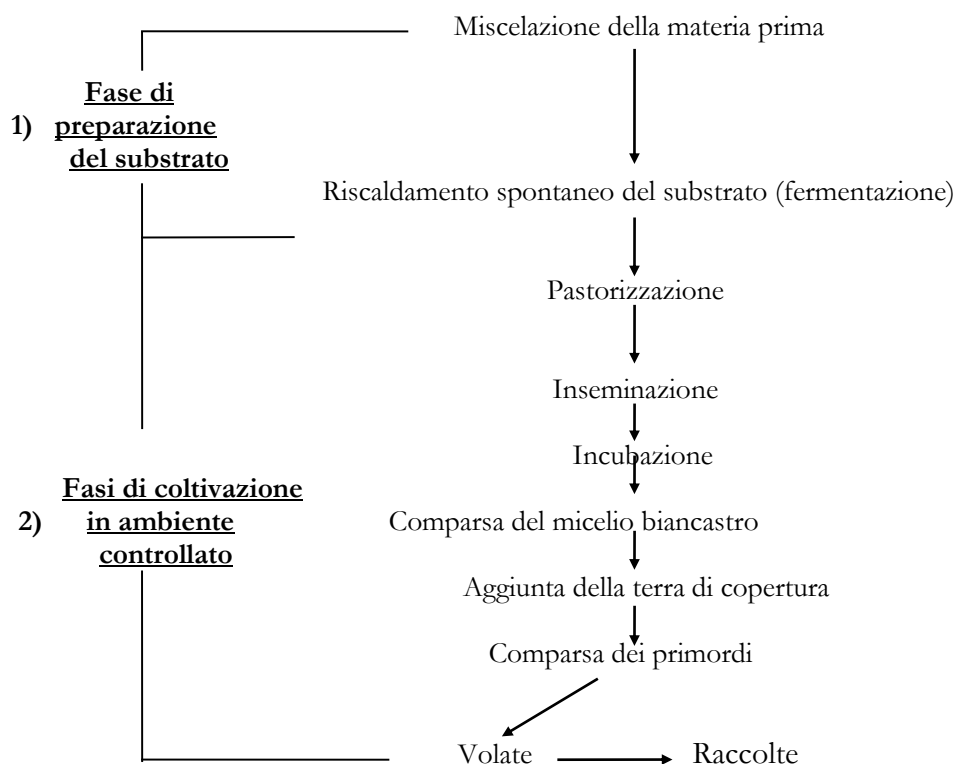 Miscelazione della materia prima
1) Fase di
preparazione
del substrato
Riscaldamento spontaneo del substrato (fermentazione)
Pastorizzazione
Inseminazione
Incubazione
2) Fasi di coltivazione
in ambiente
controllato
Comparsa del micelio biancastro
Aggiunta della terra di copertura
Comparsa dei primordi
Volate
Raccolte